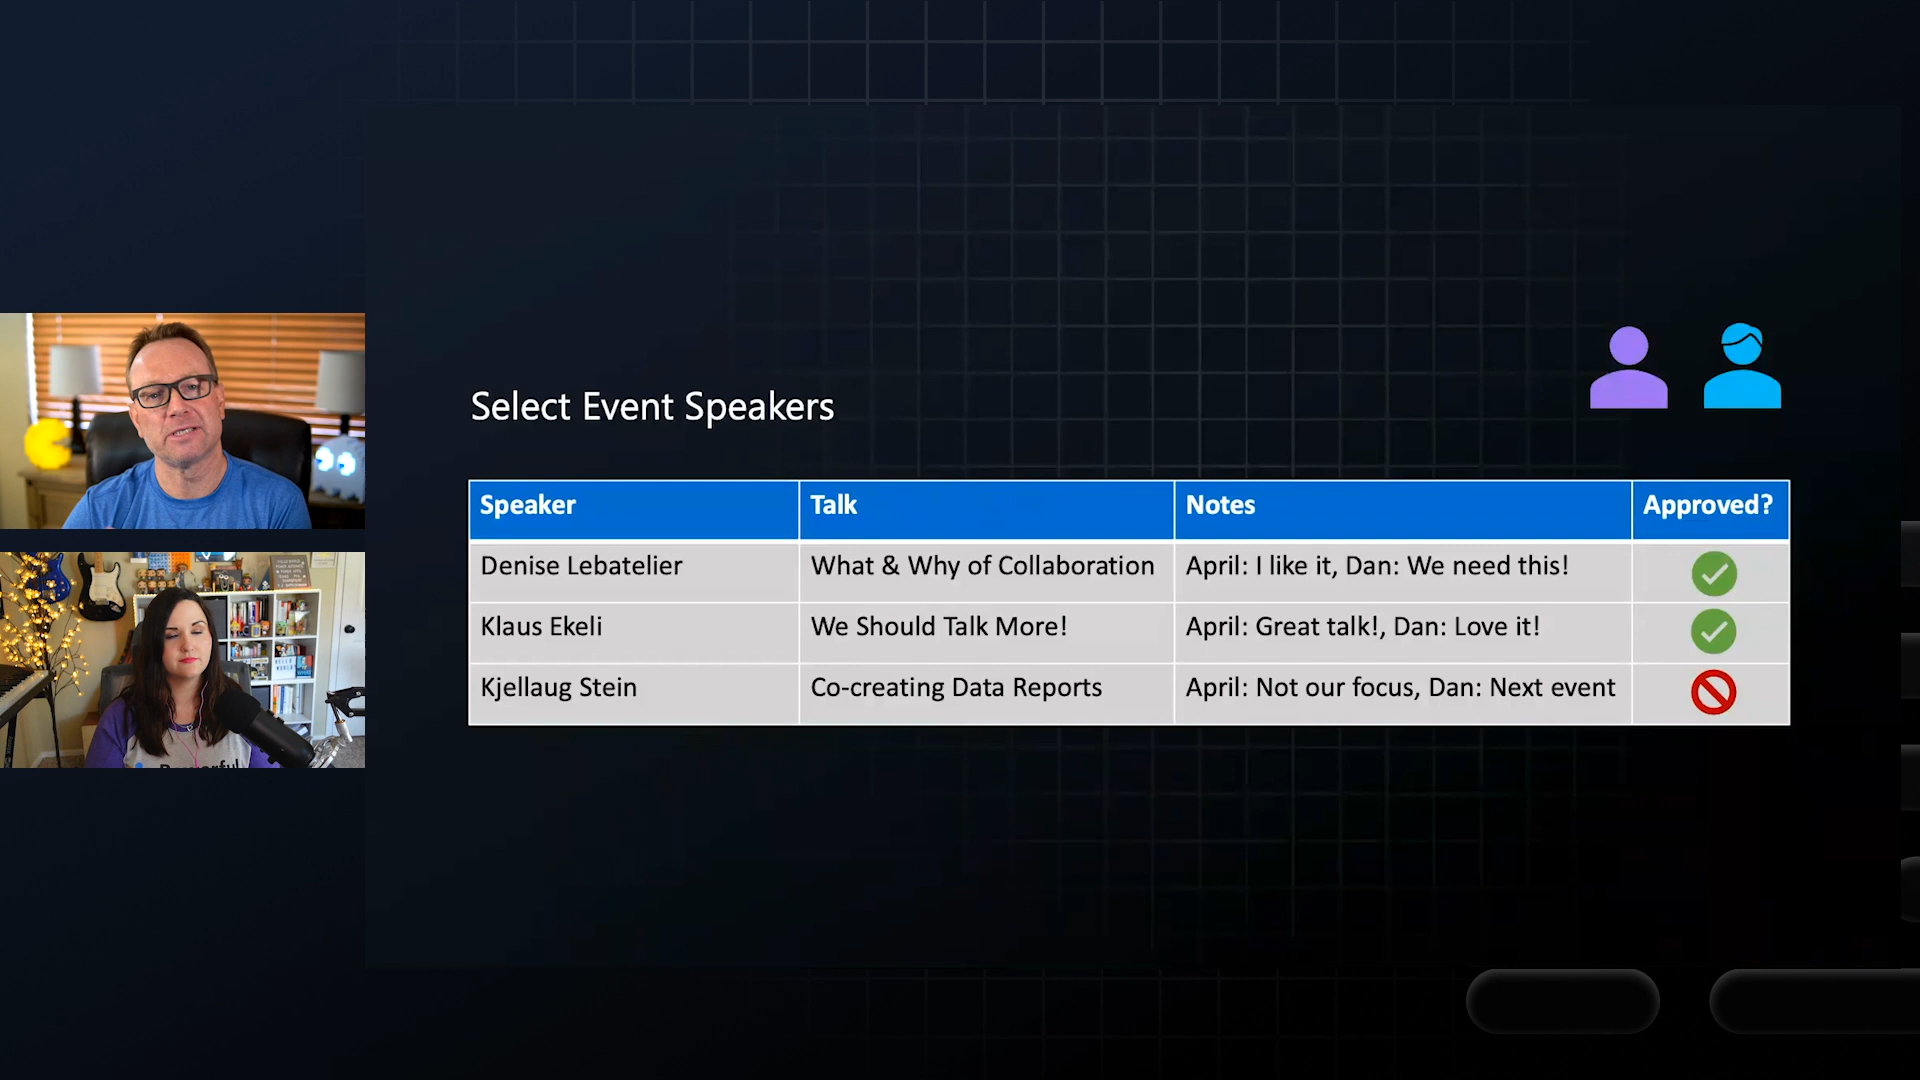 Select Event Speakers
Speaker Talk Notes Approved?
Denise Lebatelier What & Why of Collaboration April: I like it, Dan: We need this!
Klaus Ekeli We Should Talk More! April: Great talk!, Dan: Love it!
Kjellaug Stein Co-creating Data Reports April: Not our focus, Dan: Next event